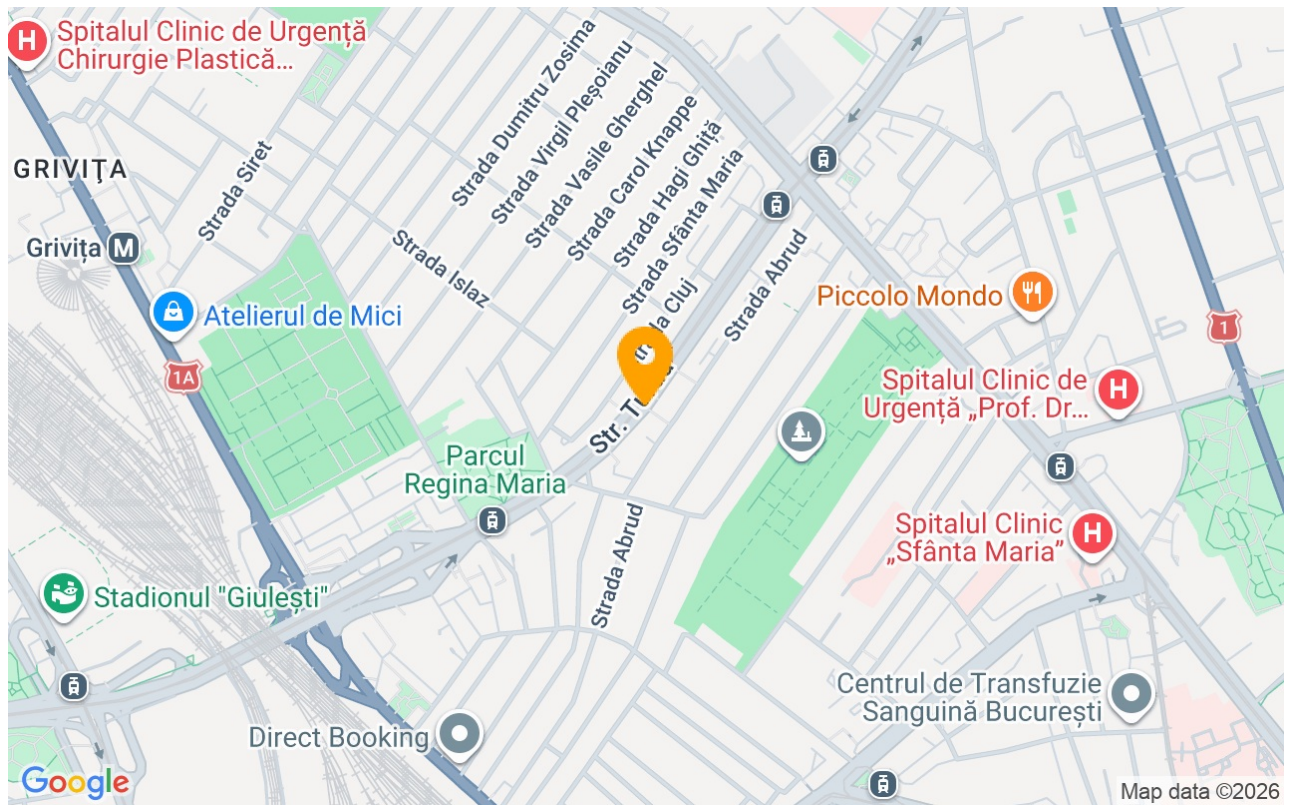 Spitalul Clinic de Urgență
Chirurgie Plastică...
Strada Dumitru Zosima
Strada Virgil Pleșoianu
Strada Vasile Gherghel
Strada Carol Knappe
Strada Hagi Ghiță
Strada Sfânta Maria
GRIVIŢA
Strada Siret
Grivița
M
Strada Islaz
Cluj
Strada Abrud
Piccolo Mondo
1
Atelierul de Mici
1A
Spitalul Clinic de
Urgență „Prof. Dr...
Str.
Parcul
Regina Maria
Spitalul Clinic
„Sfânta Maria”
Strada Abrud
Stadionul "Giulești"
Centrul de Transfuzie
Sanguină București
Direct Booking
Google
Map data ©2026